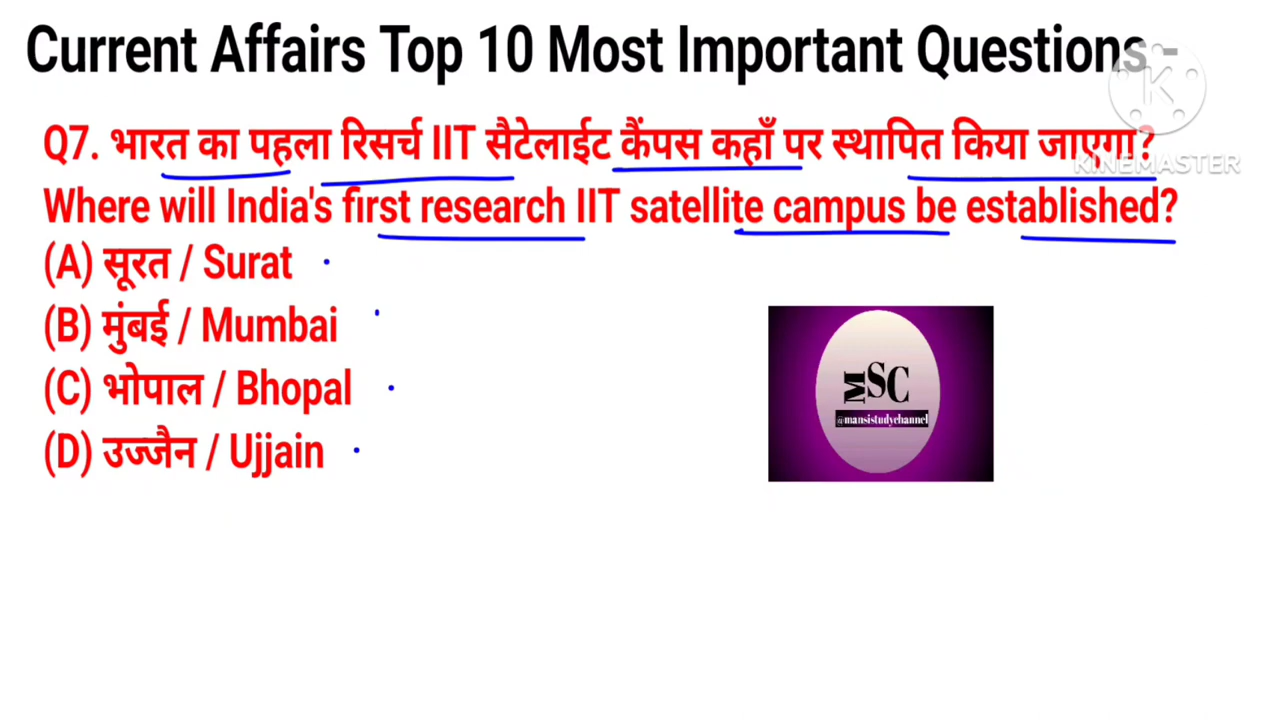 Current Affairs Top 10 Most Important Questions -
Q7. भारत का पहला रिसर्च IIT सैटेलाईट कैंपस कहाँ पर स्थापित किया जाएगा?
Where will India's first research IIT satellite campus be established?
(A) सूरत / Surat
(B) मुंबई / Mumbai
(C) भोपाल / Bhopal
(D) उज्जैन / Ujjain
MSC
@mansistudychannel
K
KINEMASTER